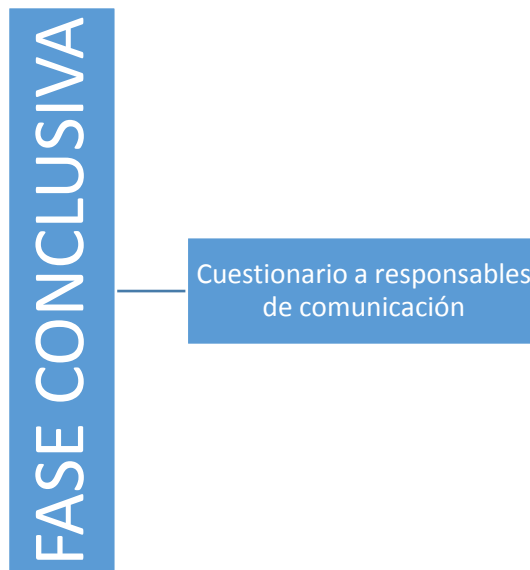 FASE CONCLUSIVA
Cuestionario a responsables
de comunicación